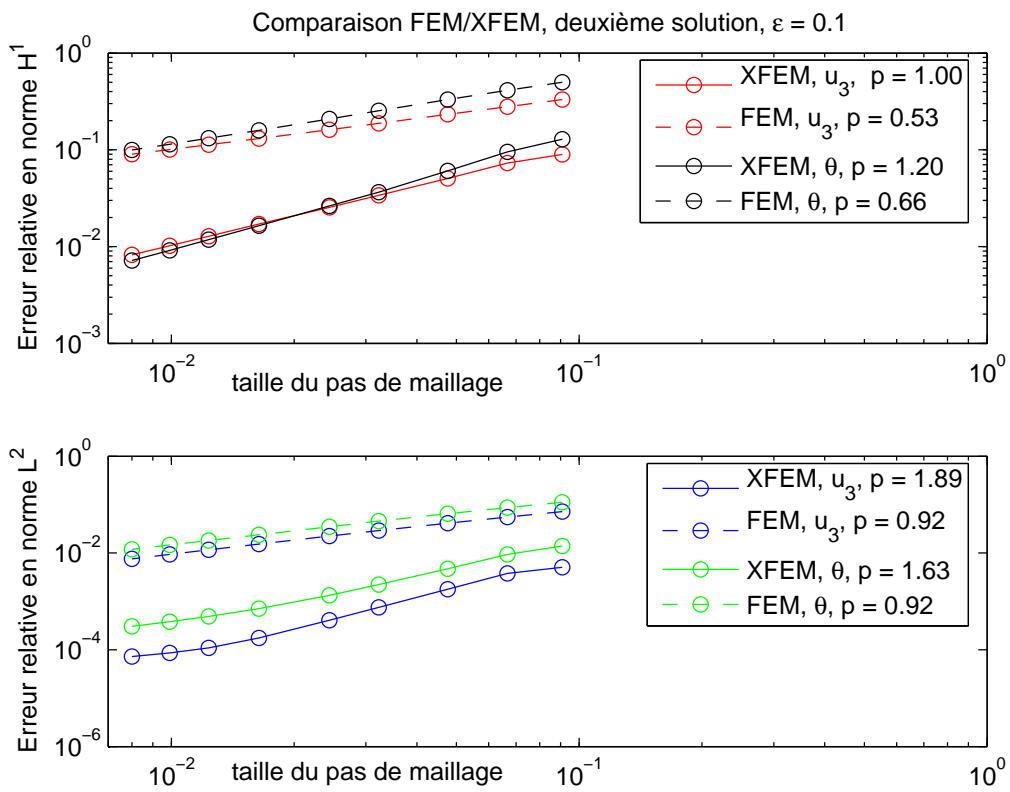 Comparaison FEM/XFEM, deuxième solution, ε = 0.1
Erreur relative en norme H^1
10^0
10^−1
10^−2
10^−3
XFEM, u_3, p = 1.00
FEM, u_3, p = 0.53
XFEM, θ, p = 1.20
FEM, θ, p = 0.66
10^−2
10^−1
10^0
taille du pas de maillage
Erreur relative en norme L^2
10^0
10^−2
10^−4
10^−6
XFEM, u_3, p = 1.89
FEM, u_3, p = 0.92
XFEM, θ, p = 1.63
FEM, θ, p = 0.92
10^−2
10^−1
10^0
taille du pas de maillage